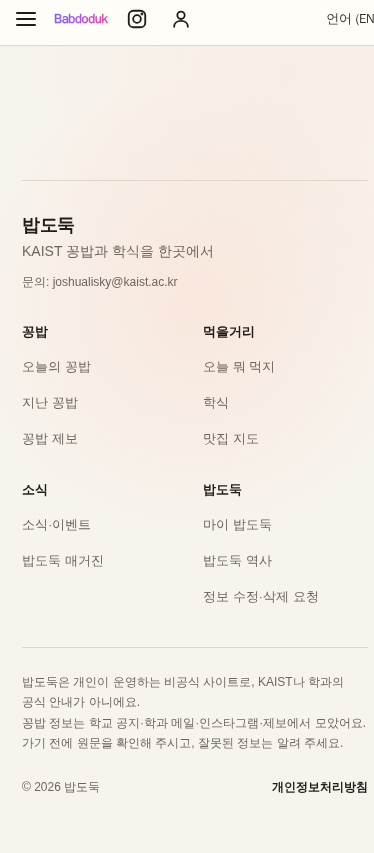 Babdoduk 언어 (EN
밥도둑
KAIST 꽁밥과 학식을 한곳에서
문의: joshualisky@kaist.ac.kr
꽁밥
오늘의 꽁밥
지난 꽁밥
꽁밥 제보
먹을거리
오늘 뭐 먹지
학식
맛집 지도
소식
소식·이벤트
밥도둑 매거진
밥도둑
마이 밥도둑
밥도둑 역사
정보 수정·삭제 요청
밥도둑은 개인이 운영하는 비공식 사이트로, KAIST나 학과의
공식 안내가 아니에요.
꽁밥 정보는 학교 공지·학과 메일·인스타그램·제보에서 모았어요.
가기 전에 원문을 확인해 주시고, 잘못된 정보는 알려 주세요.
© 2026 밥도둑 개인정보처리방침